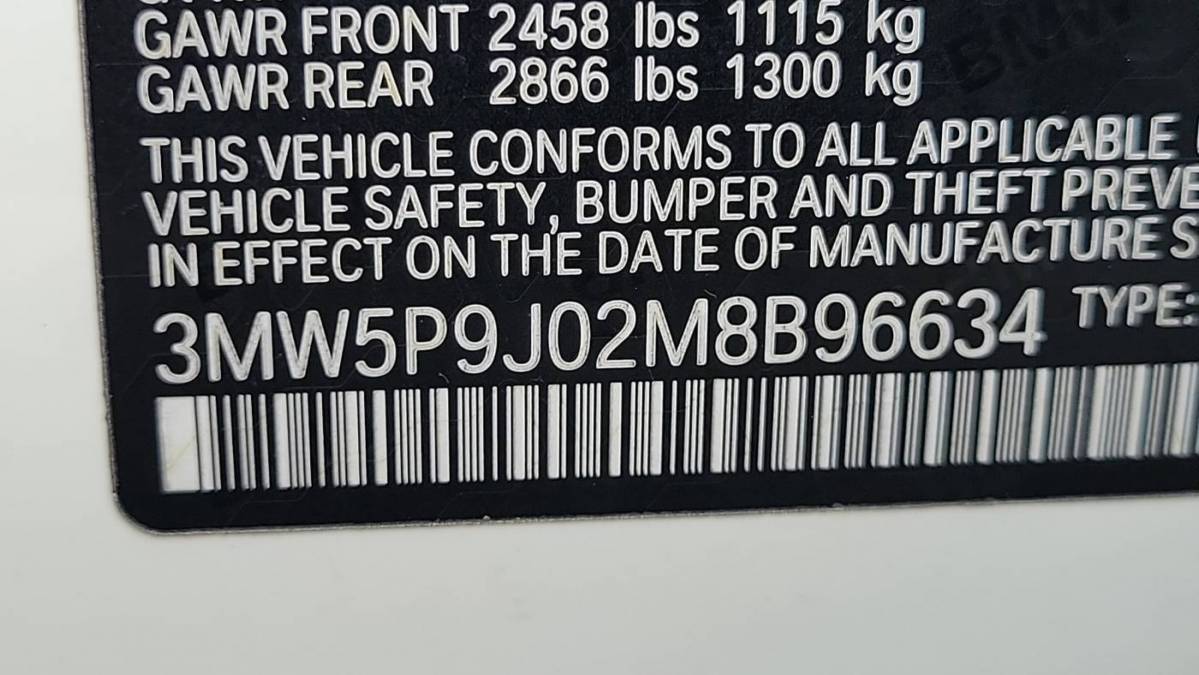 GAWR FRONT 2458 lbs 1115 kg
GAWR REAR 2866 lbs 1300 kg
THIS VEHICLE CONFORMS TO ALL APPLICABLE
VEHICLE SAFETY, BUMPER AND THEFT PREVE
IN EFFECT ON THE DATE OF MANUFACTURE S
3MW5P9J02M8B96634 TYPE: